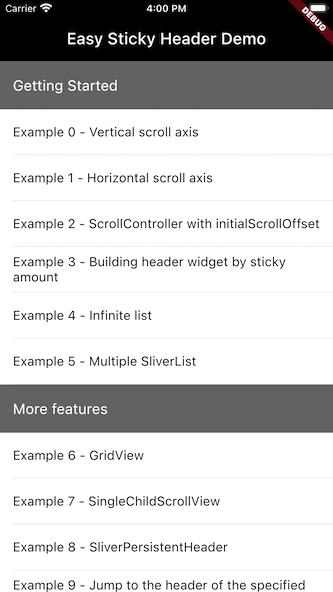 Carrier 4:00 PM
DEBUG
Easy Sticky Header Demo
Getting Started
Example 0 - Vertical scroll axis
Example 1 - Horizontal scroll axis
Example 2 - ScrollController with initialScrollOffset
Example 3 - Building header widget by sticky
amount
Example 4 - Infinite list
Example 5 - Multiple SliverList
More features
Example 6 - GridView
Example 7 - SingleChildScrollView
Example 8 - SliverPersistentHeader
Example 9 - Jump to the header of the specified